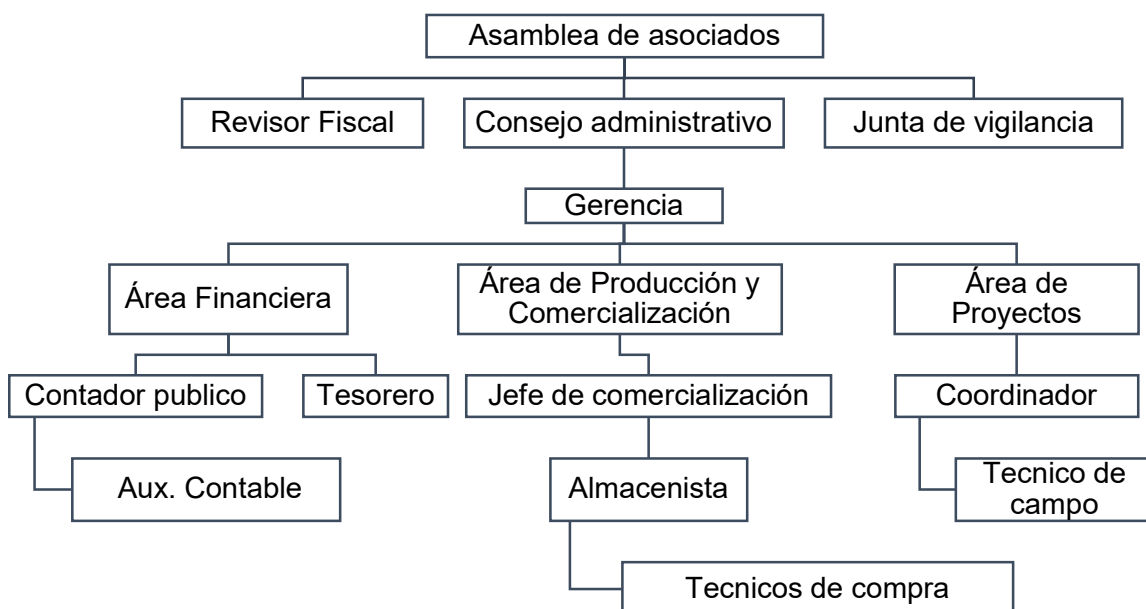 Asamblea de asociados
Revisor Fiscal
Consejo administrativo
Junta de vigilancia
Gerencia
Área Financiera
Área de Producción y
Comercialización
Área de
Proyectos
Contador publico
Tesorero
Jefe de comercialización
Coordinador
Aux. Contable
Almacenista
Tecnico de
campo
Tecnicos de compra